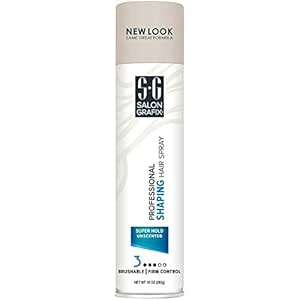 NEW LOOK
SAME GREAT FORMULA
S·G
SALON
GRAFIX
PROFESSIONAL
SHAPING HAIR SPRAY
SUPER HOLD
UNSCENTED
3
BRUSHABLE | FIRM CONTROL
NET WT 10 OZ (283g)